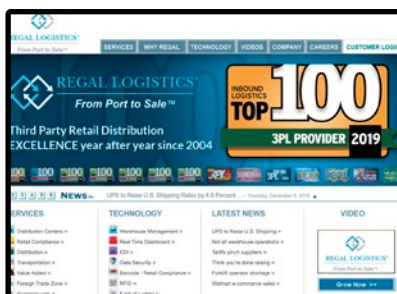 REGAL LOGISTICS
From Port to Sale™
SERVICES WHY REGAL TECHNOLOGY VIDEOS COMPANY CAREERS CUSTOMER LOGI
REGAL LOGISTICS
From Port to Sale™
Third Party Retail Distribution
EXCELLENCE year after year since 2004
INBOUND
LOGISTICS
TOP 100
3PL PROVIDER 2019
NEWS UPS to Raise U.S. Shipping Rates by 4.9 Percent
ERVICES
Distribution Centers »
Retail Compliance »
Distribution »
Transportation »
Value Added »
Foreign Trade Zone »
TECHNOLOGY
Warehouse Management »
Real Time Dashboard »
EDI »
Data Security »
Barcode - Retail Compliance »
RFID »
LATEST NEWS
UPS to Raise U.S. Shipping »
Not all warehouse operations »
Tariffs pinch suppliers »
Think you're done raising »
Forklift operator shortage »
Walmart e-commerce sales »
VIDEO
REGAL LOGISTICS
From Port to Sale™
Grow Now >>